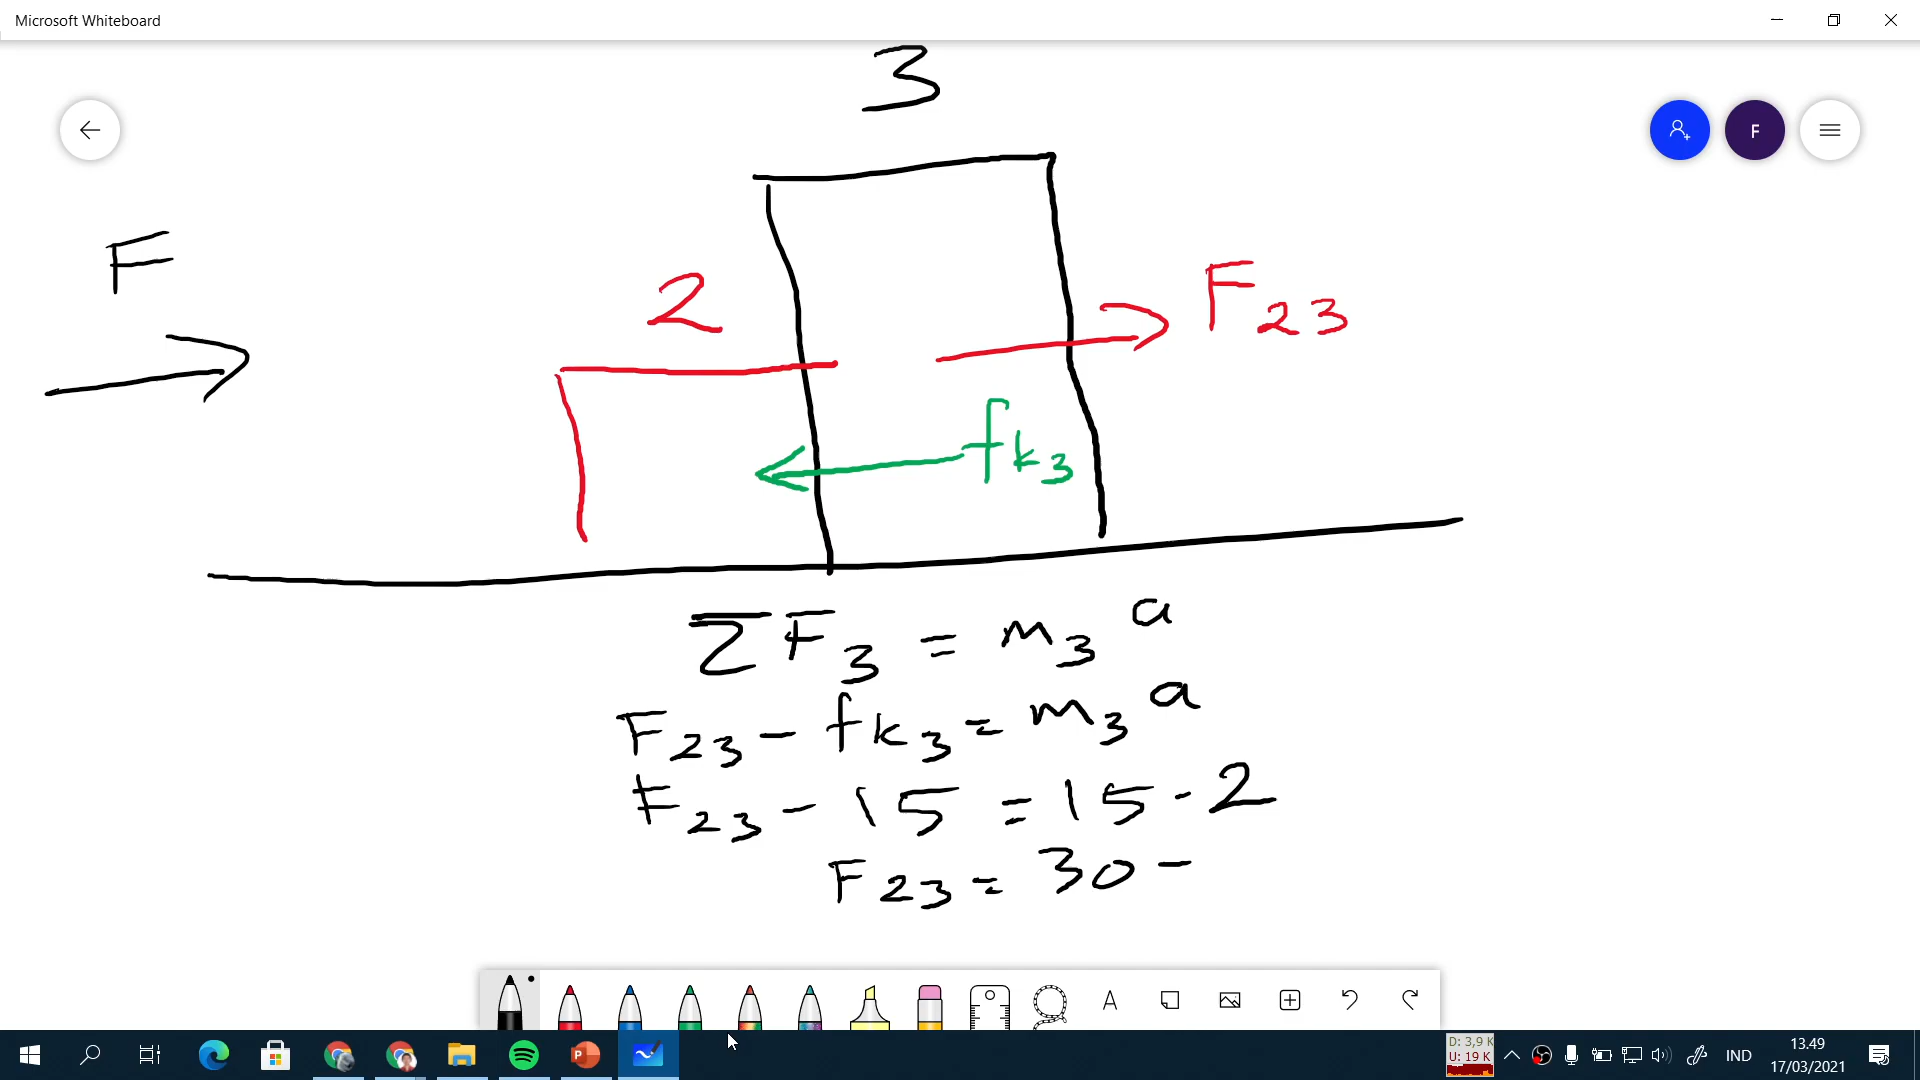 Microsoft Whiteboard
3
F
F
2
F₂₃
fk₃
ΣF₃ = m₃ a
F₂₃ - fk₃ = m₃ a
F₂₃ - 15 = 15 · 2
F₂₃ = 30 -
A
P
D: 3,9 K
U: 19 K
IND
13.49
17/03/2021